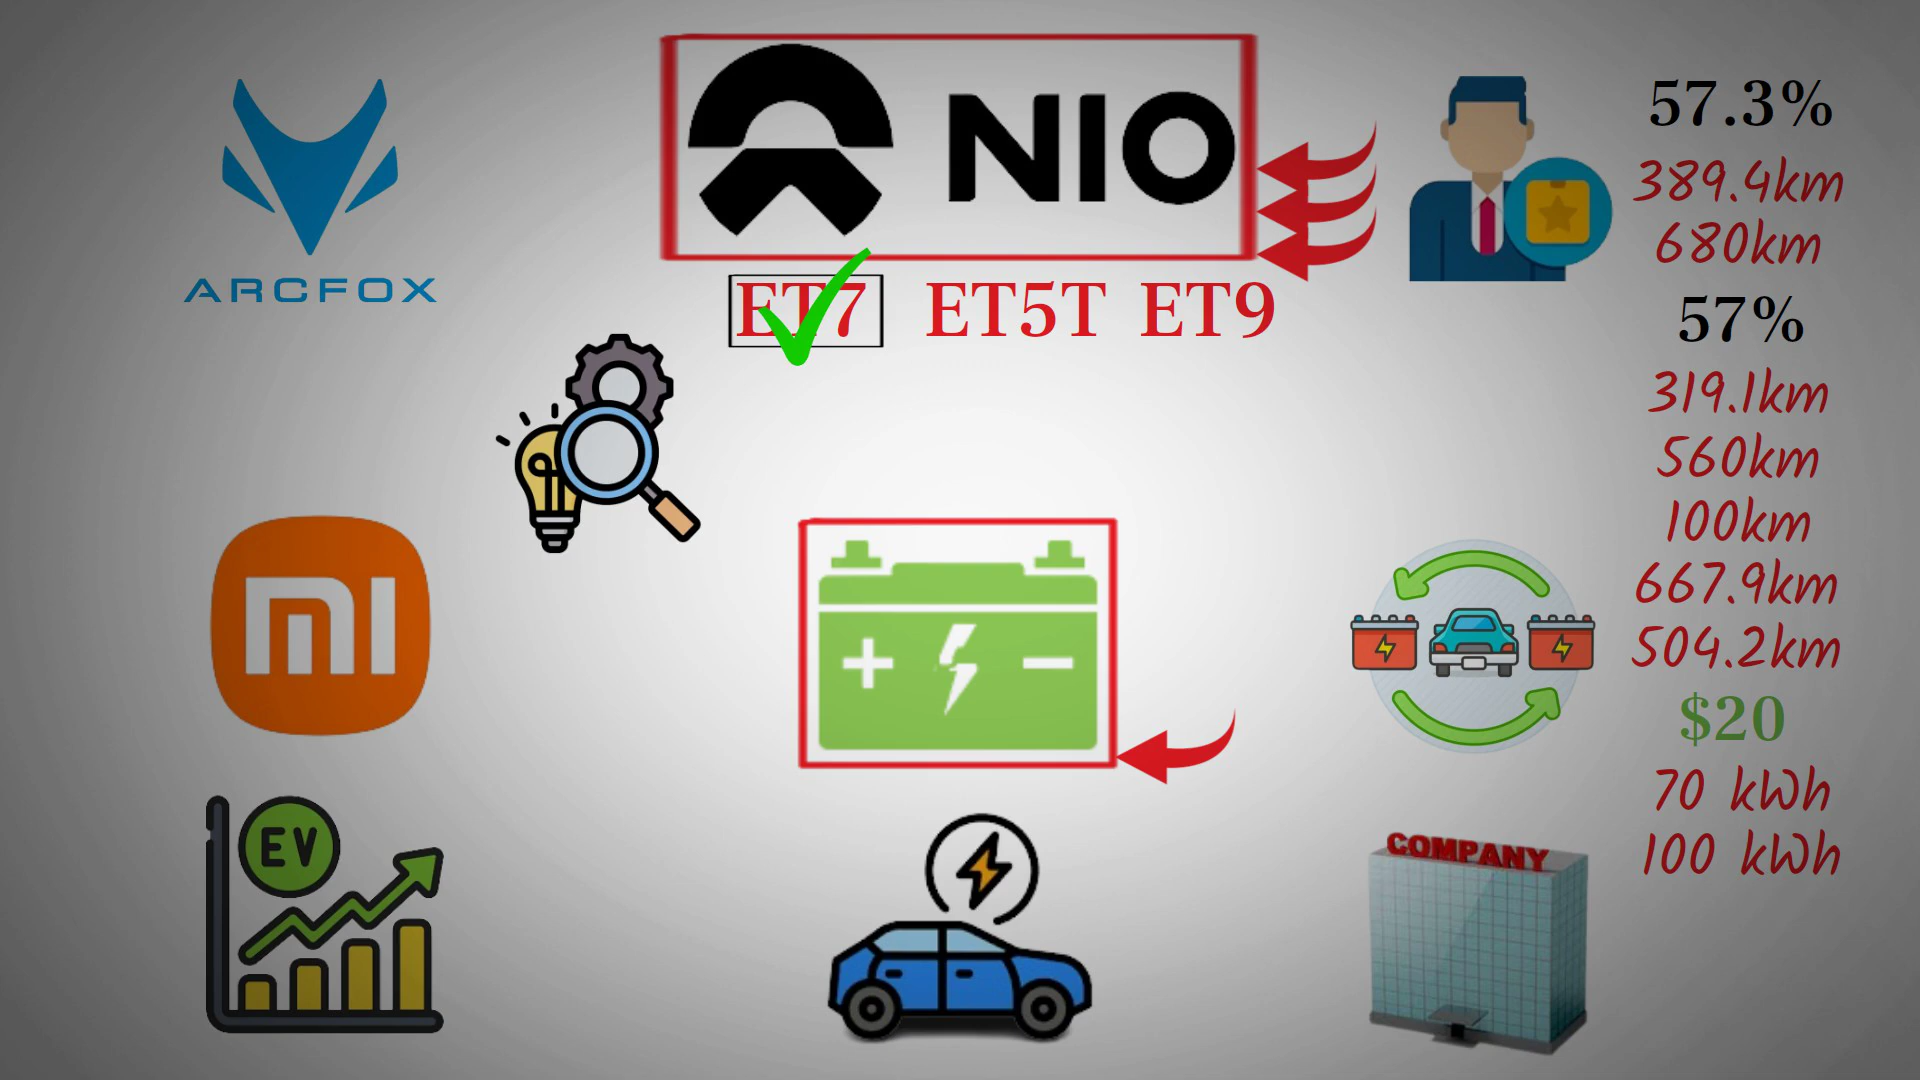 ARCFOX
NIO
ET7 ET5T ET9
57.3%
389.4km
680km
57%
319.1km
560km
100km
667.9km
504.2km
$20
70 kWh
100 kWh
mi
EV
COMPANY